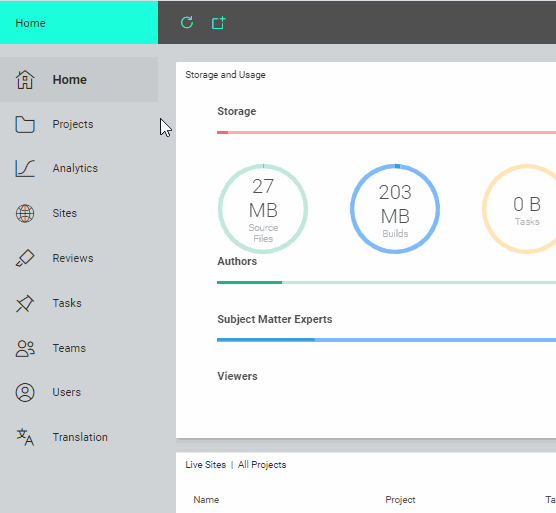 Home
Storage and Usage
Home
Projects
Analytics
Sites
Reviews
Tasks
Teams
Users
Translation
Storage
27
MB
Source
Files
203
MB
Builds
0 B
Tasks
Authors
Subject Matter Experts
Viewers
Live Sites | All Projects
Name Project Ta